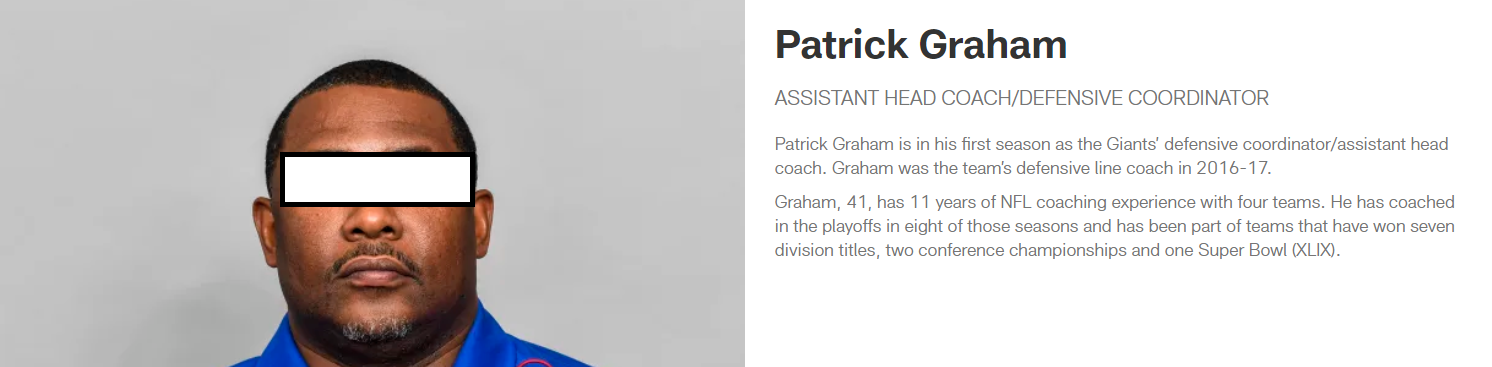 Patrick Graham
ASSISTANT HEAD COACH/DEFENSIVE COORDINATOR
Patrick Graham is in his first season as the Giants’ defensive coordinator/assistant head
coach. Graham was the team’s defensive line coach in 2016-17.
Graham, 41, has 11 years of NFL coaching experience with four teams. He has coached
in the playoffs in eight of those seasons and has been part of teams that have won seven
division titles, two conference championships and one Super Bowl (XLIX).